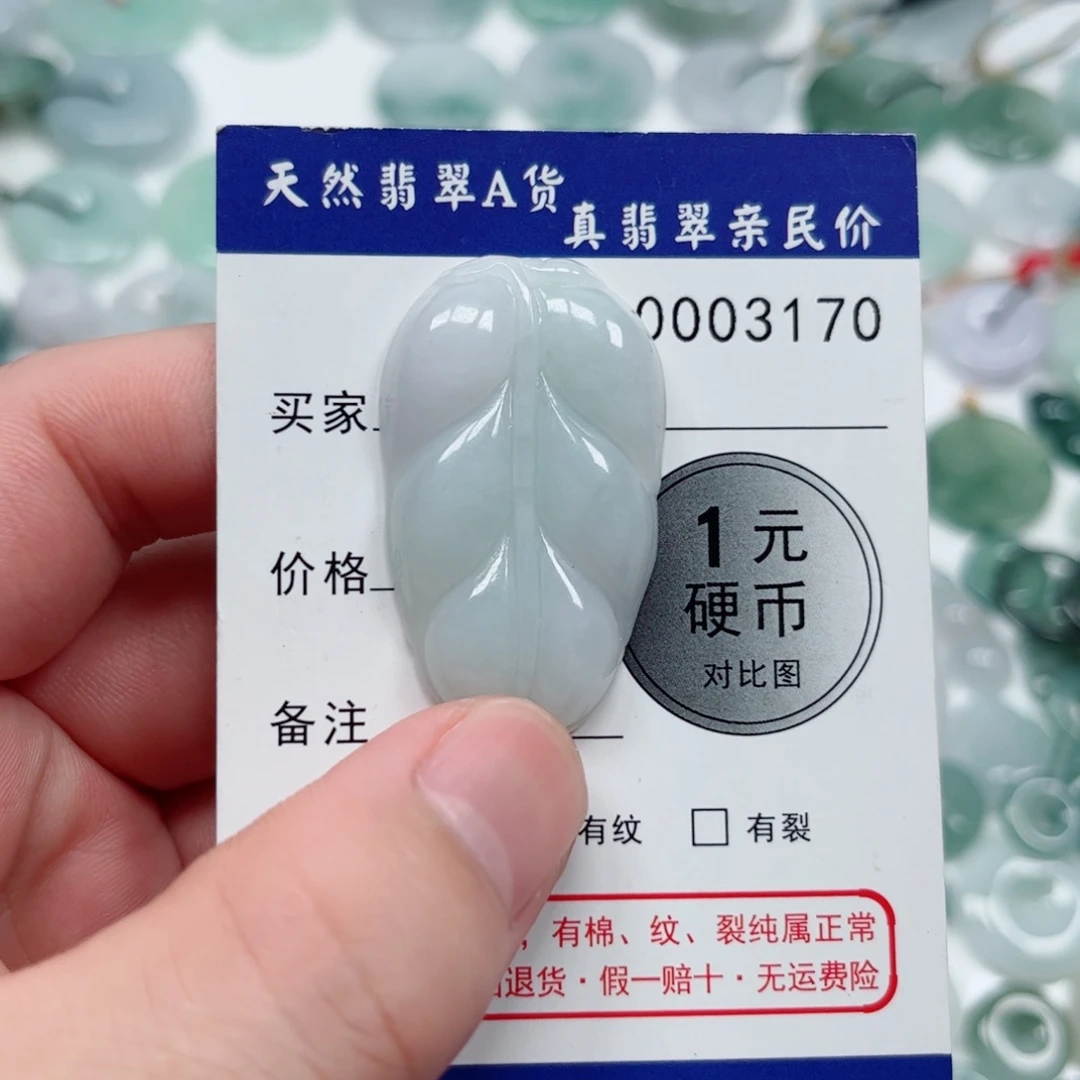 天然翡翠A货
真翡翠亲民价
0003170
买家
价格
1元
硬币
对比图
备注
有纹 有裂
，有棉、纹、裂纯属正常
退货·假一赔十·无运费险